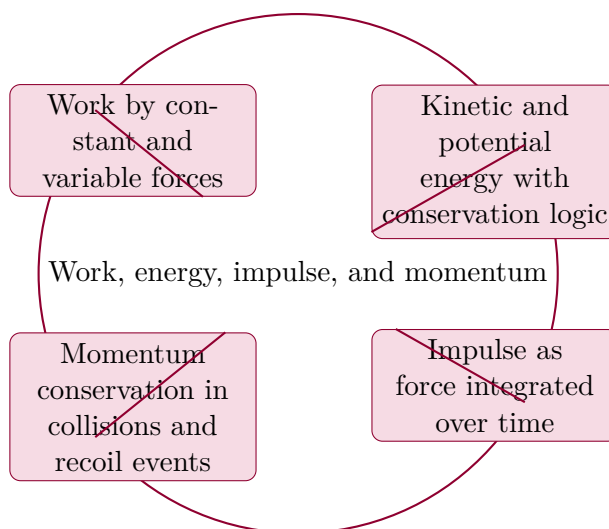 Work by con-
stant and
variable forces
Kinetic and
potential
energy with
conservation logic
Work, energy, impulse, and momentum
Momentum
conservation in
collisions and
recoil events
Impulse as
force integrated
over time